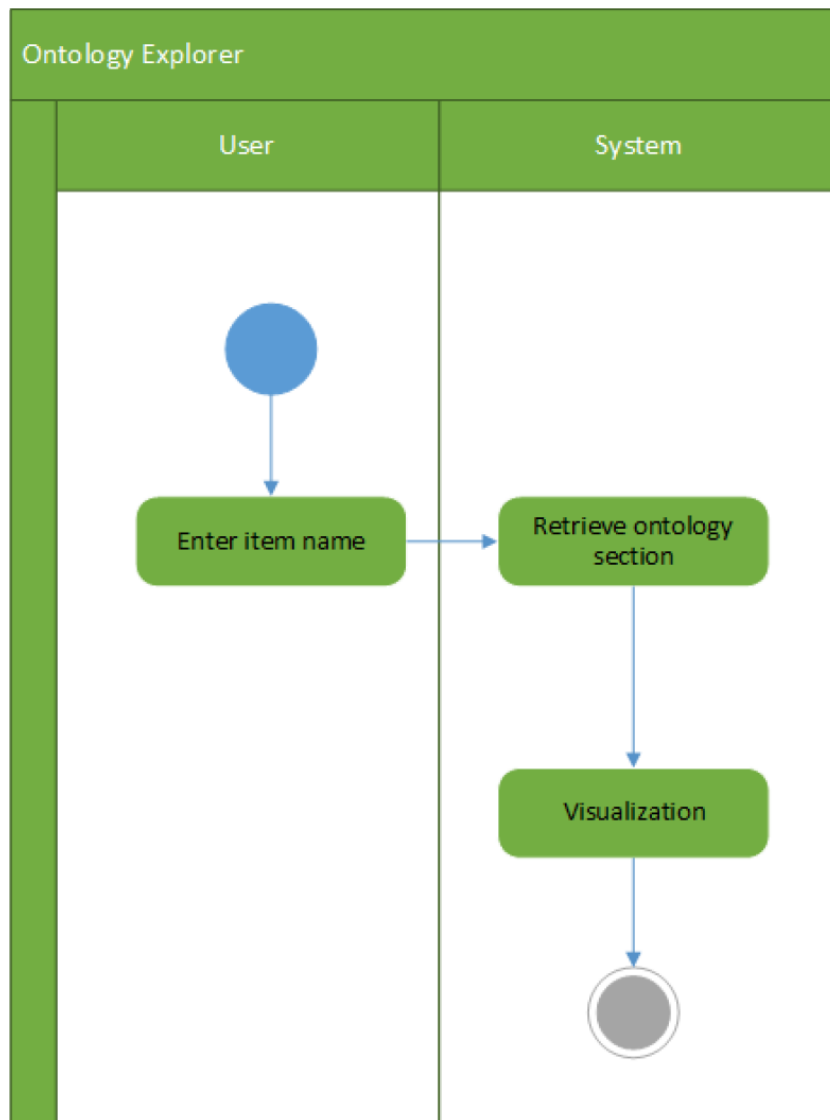 Ontology Explorer
User
System
Enter item name
Retrieve ontology
section
Visualization